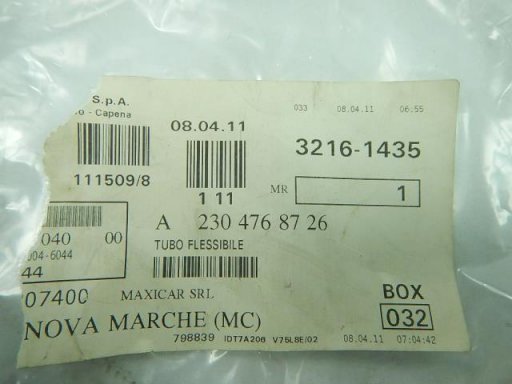 S.p.A.
- Capena
033 08.04.11 06:55
08.04.11
3216-1435
111509/8
1 11
MR 1
A 230 476 87 26
040 00
004-6044
TUBO FLESSIBILE
44
07400 MAXICAR SRL
BOX
NOVA MARCHE (MC)
032
798839 IDT7A208 V75L8E/02 08.04.11 07:04:42